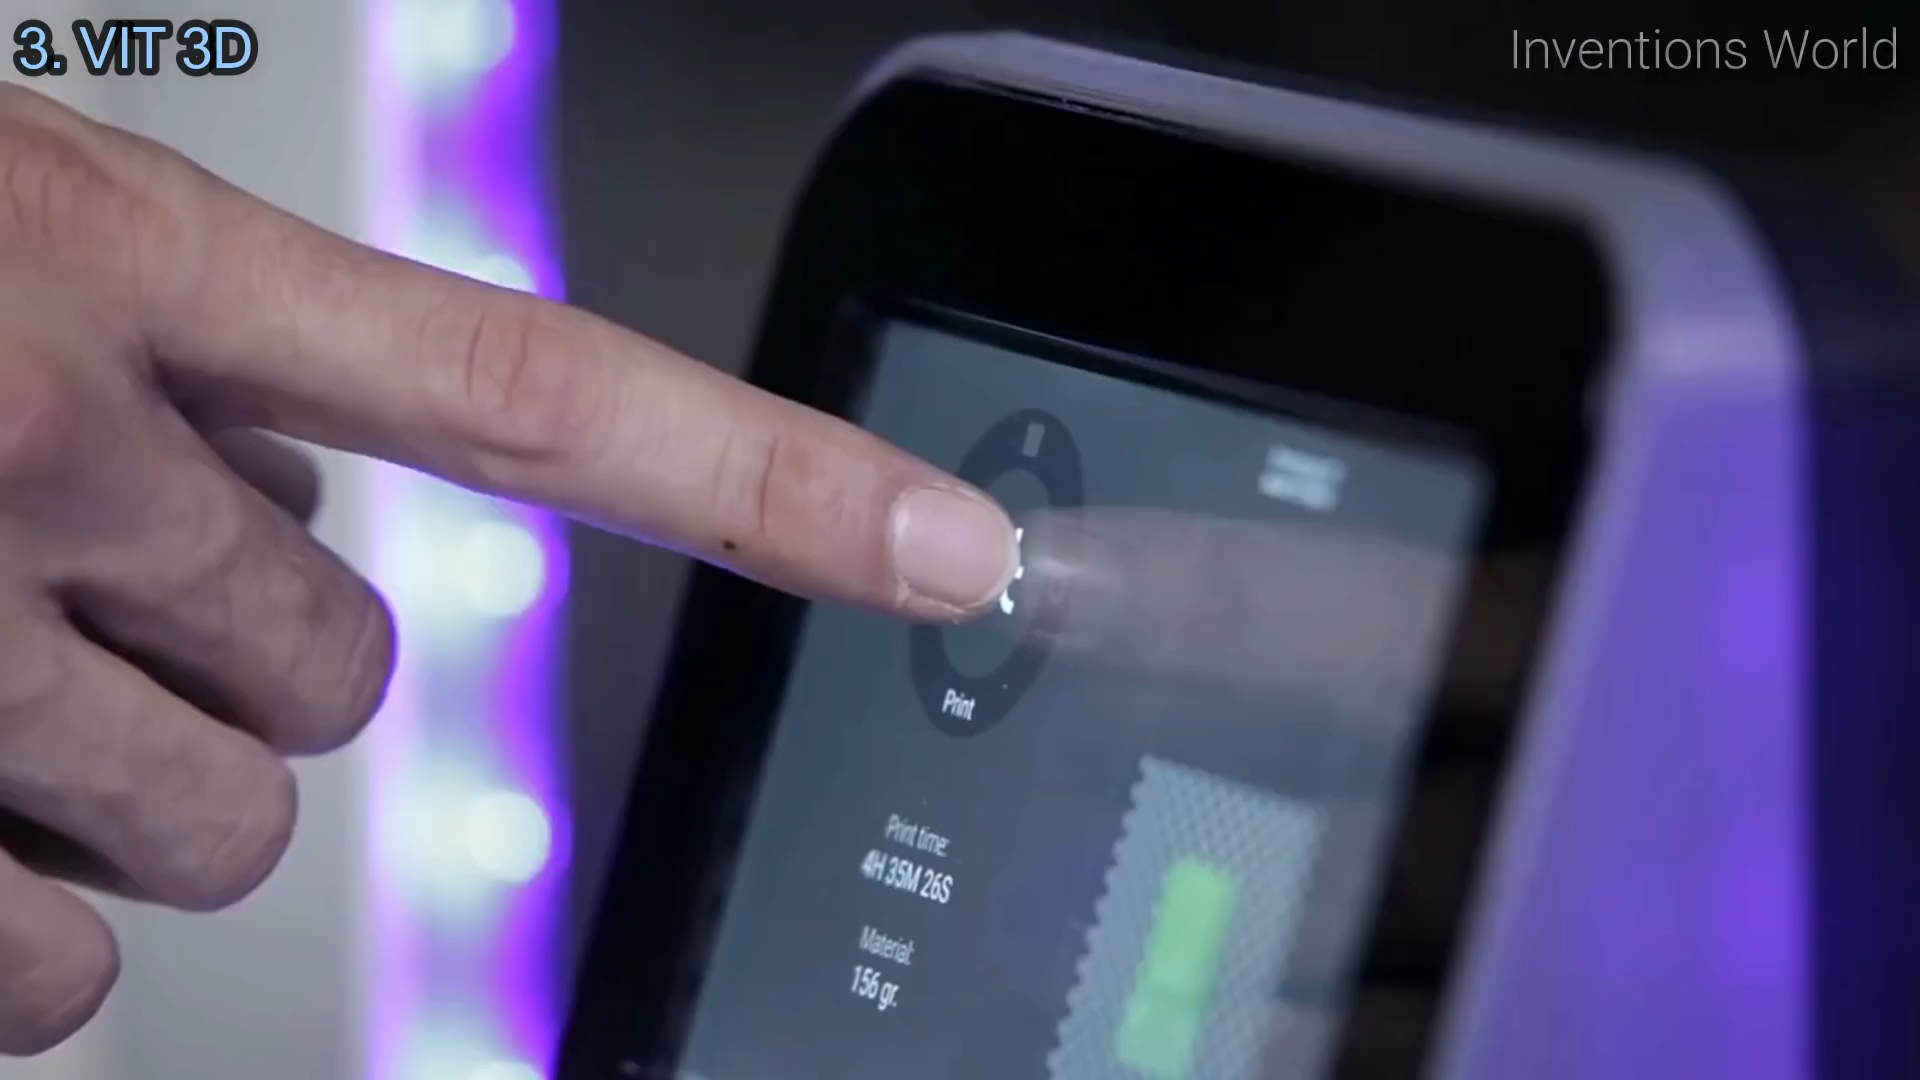 3. VIT 3D
Inventions World
Print
Print time:
4H 35M 26S
Material:
156 gr.